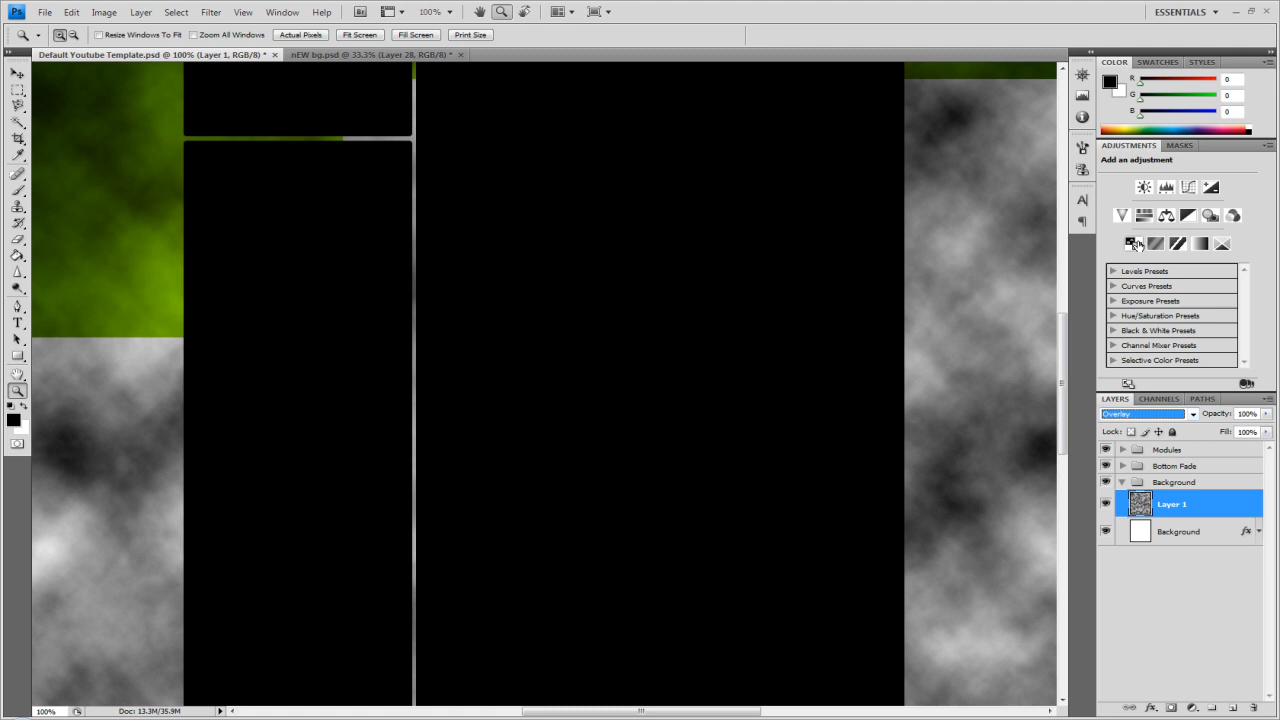 Ps File Edit Image Layer Select Filter View Window Help Br 100% ESSENTIALS
Resize Windows To Fit Zoom All Windows Actual Pixels Fit Screen Fill Screen Print Size
Default Youtube Template.psd @ 100% (Layer 1, RGB/8) * × nEW bg.psd @ 33.3% (Layer 28, RGB/8) * ×
COLOR SWATCHES STYLES
R 0
G 0
B 0
ADJUSTMENTS MASKS
Add an adjustment
Levels Presets
Curves Presets
Exposure Presets
Hue/Saturation Presets
Black & White Presets
Channel Mixer Presets
Selective Color Presets
LAYERS CHANNELS PATHS
Overlay Opacity: 100%
Lock: Fill: 100%
Modules
Bottom Fade
Background
Layer 1
Background fx
100% Doc: 13.3M/35.9M